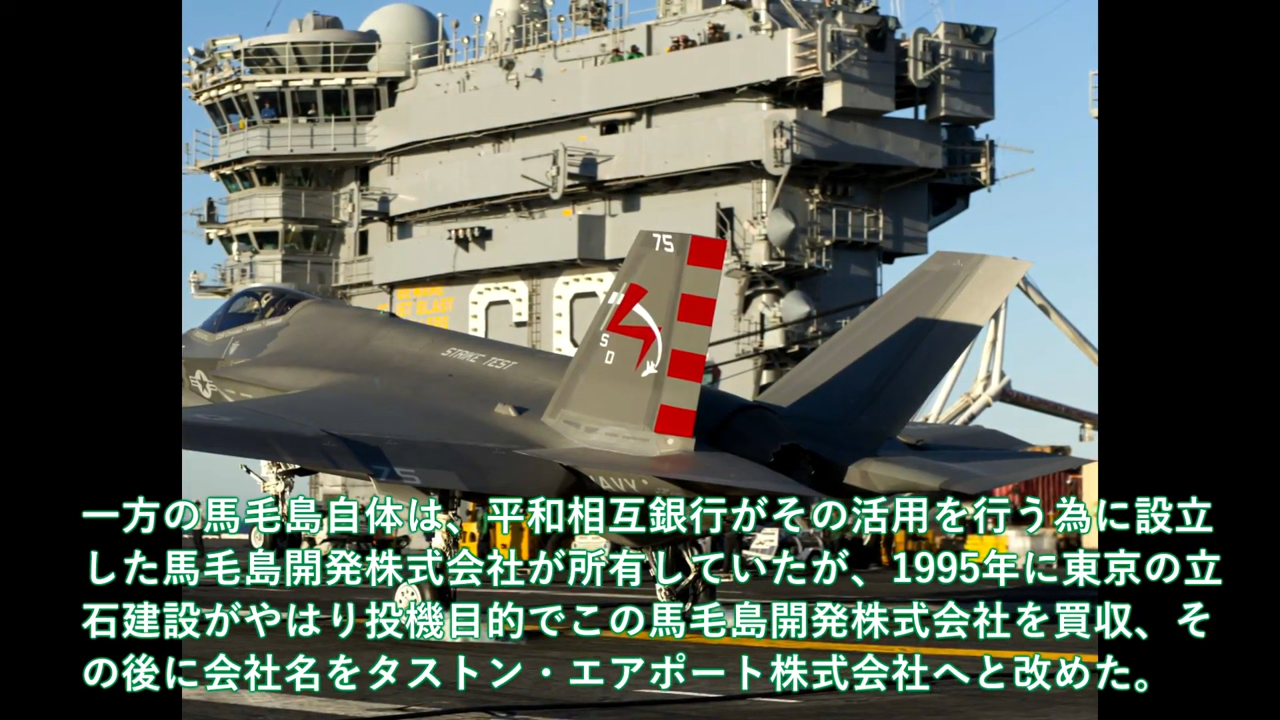 75
SD
STRIKE TEST
75
NAVY
一方の馬毛島自体は、平和相互銀行がその活用を行う為に設立
した馬毛島開発株式会社が所有していたが、1995年に東京の立
石建設がやはり投機目的でこの馬毛島開発株式会社を買収、そ
の後に会社名をタストン・エアポート株式会社へと改めた。